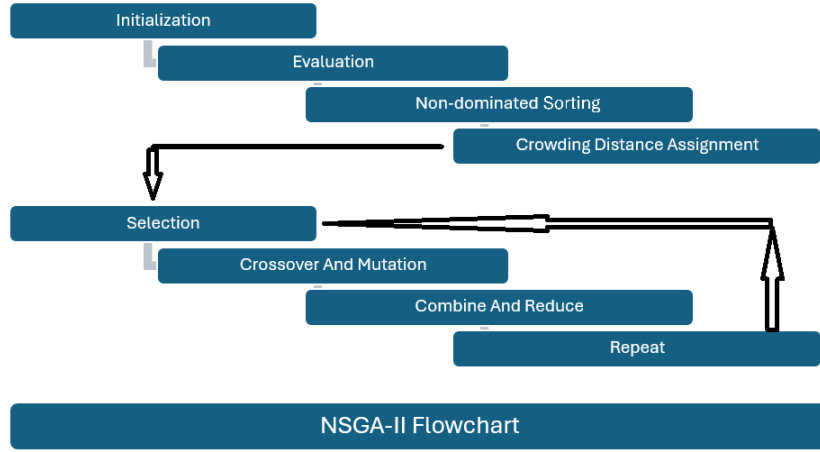 Initialization
Evaluation
Non-dominated Sorting
Crowding Distance Assignment
Selection
Crossover And Mutation
Combine And Reduce
Repeat
NSGA-II Flowchart